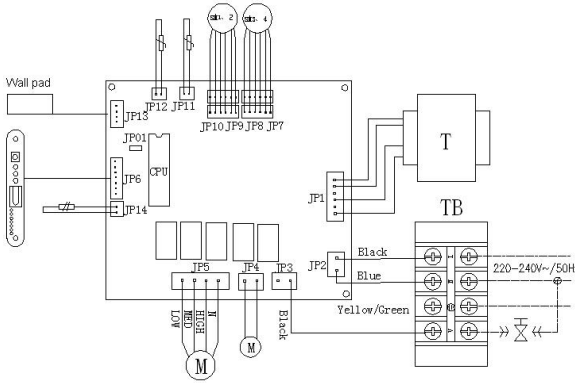 Wall pad
JP12
JP11
JP13
JP10
JP9
JP8
JP7
JP01
CPU
JP6
JP14
T
JP1
TB
JP2
Black
Blue
220-240V~/50H
Yellow/Green
JP5
JP4
JP3
LOW
MED
HIGH
N
Black
M
M